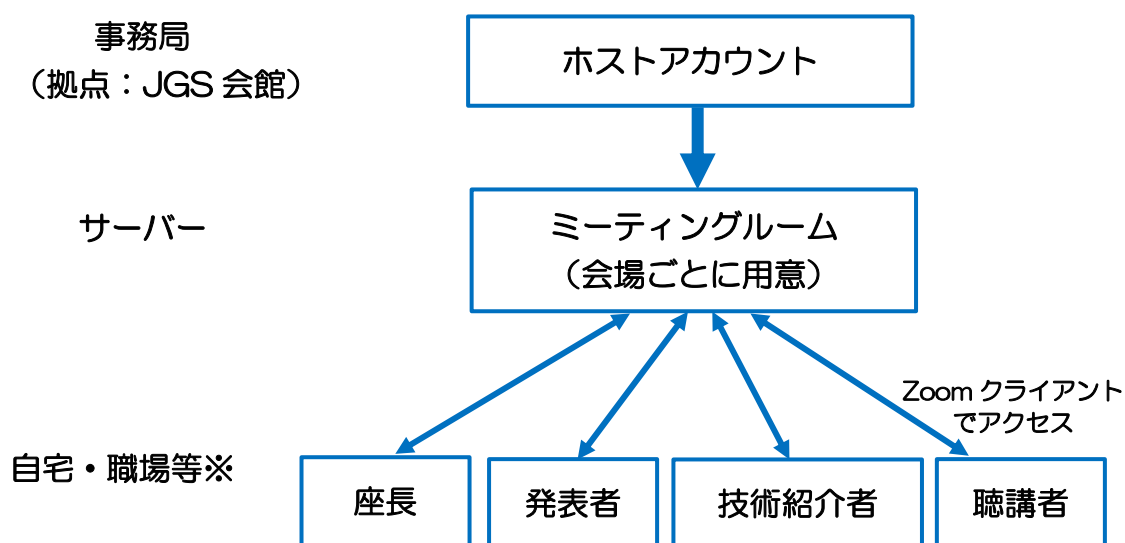 事務局
（拠点：JGS 会館）
ホストアカウント
サーバー
ミーティングルーム
（会場ごとに用意）
Zoom クライアント
でアクセス
自宅・職場等※
座長
発表者
技術紹介者
聴講者